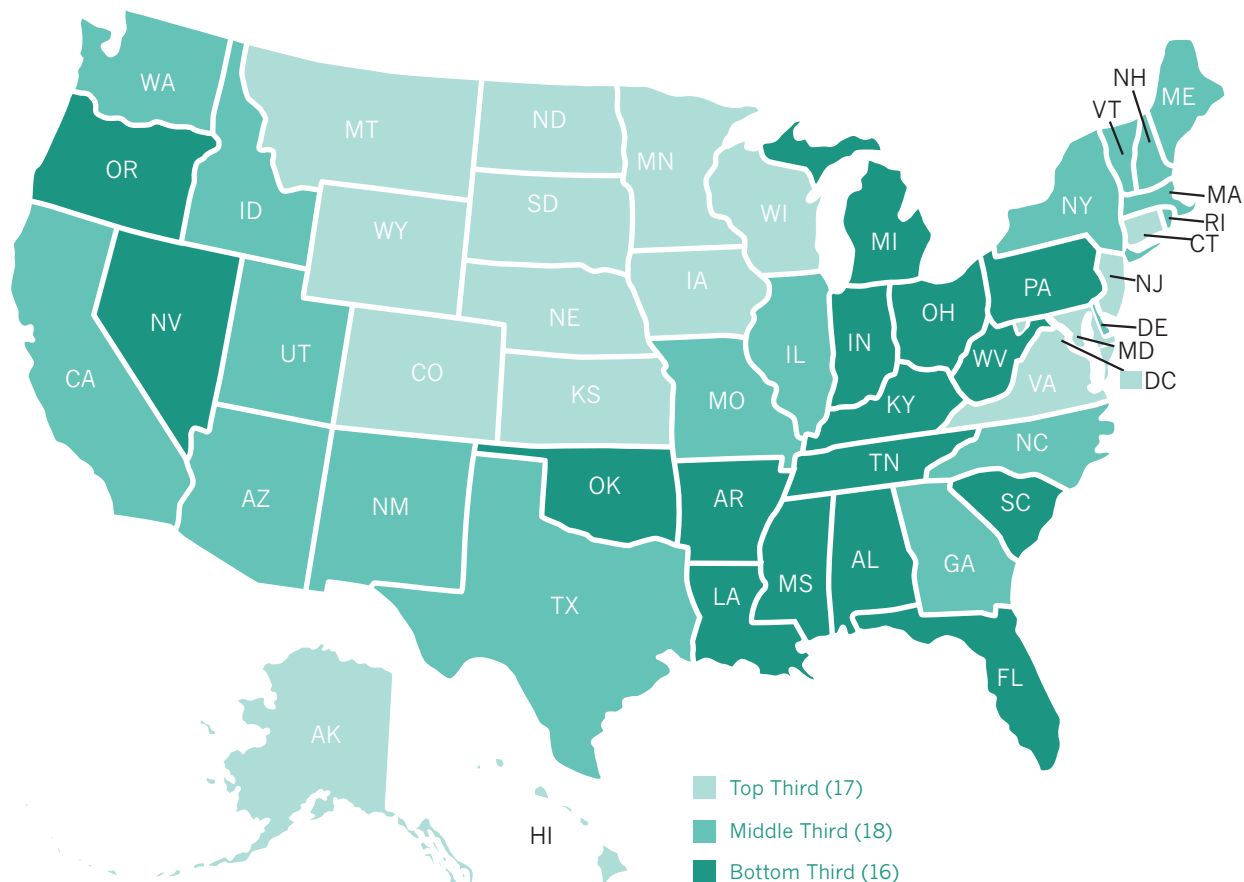 NH
WA
ME
VT
MT
ND
MN
OR
SD
MA
ID
WY
WI
NY
RI
CT
MI
IA
NJ
PA
NV
NE
OH
DE
UT
IL
IN
MD
WV
CA
CO
DC
VA
KS
MO
KY
NC
TN
AZ
NM
OK
AR
SC
AL
GA
MS
LA
TX
FL
AK
HI
Top Third (17)
Middle Third (18)
Bottom Third (16)